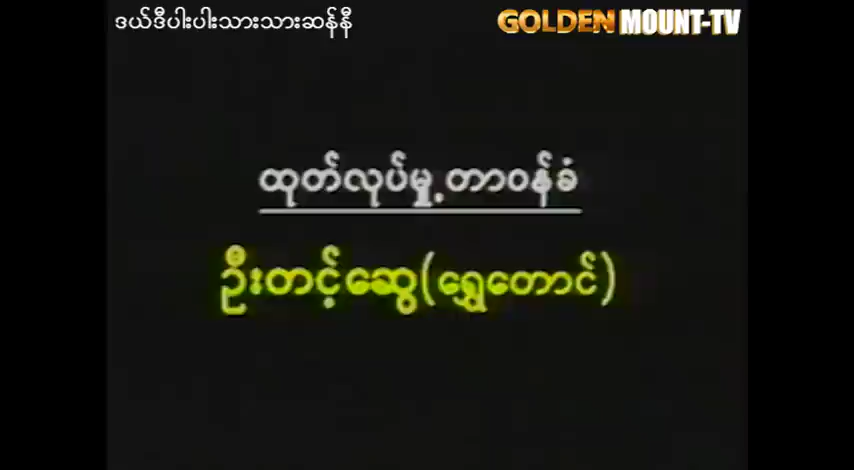 ဒယ်ဒီပါးပါးသားသားဆန်နီ
GOLDEN MOUNT-TV
ထုတ်လုပ်မှု့တာဝန်ခံ
ဦးတင့်ဆွေ(ရွှေတောင်)